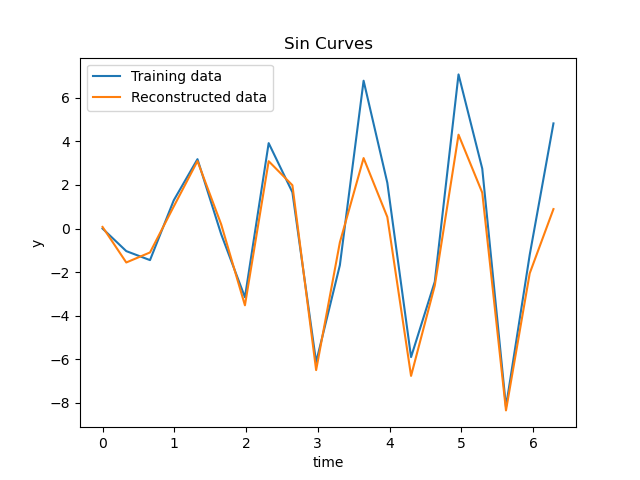 Sin Curves
Training data
Reconstructed data
6
4
2
0
−2
−4
−6
−8
y
0 1 2 3 4 5 6
time